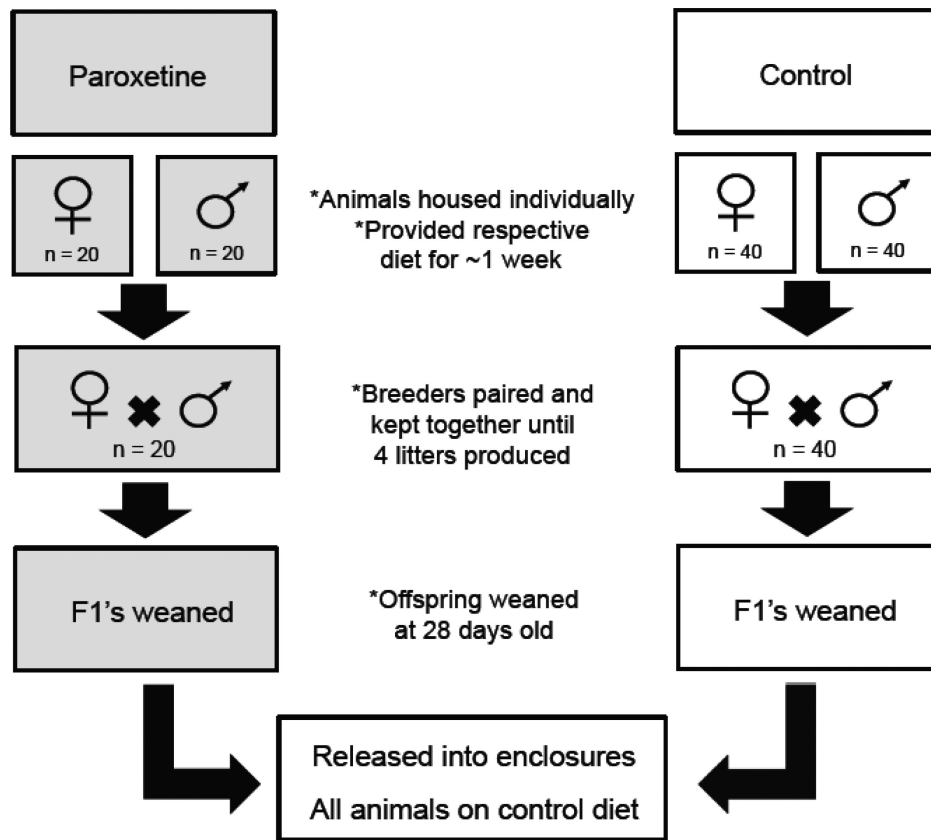 Paroxetine
Control
n = 20
n = 20
*Animals housed individually
*Provided respective
diet for ~1 week
n = 40
n = 40
n = 20
*Breeders paired and
kept together until
4 litters produced
n = 40
F1's weaned
*Offspring weaned
at 28 days old
F1's weaned
Released into enclosures
All animals on control diet